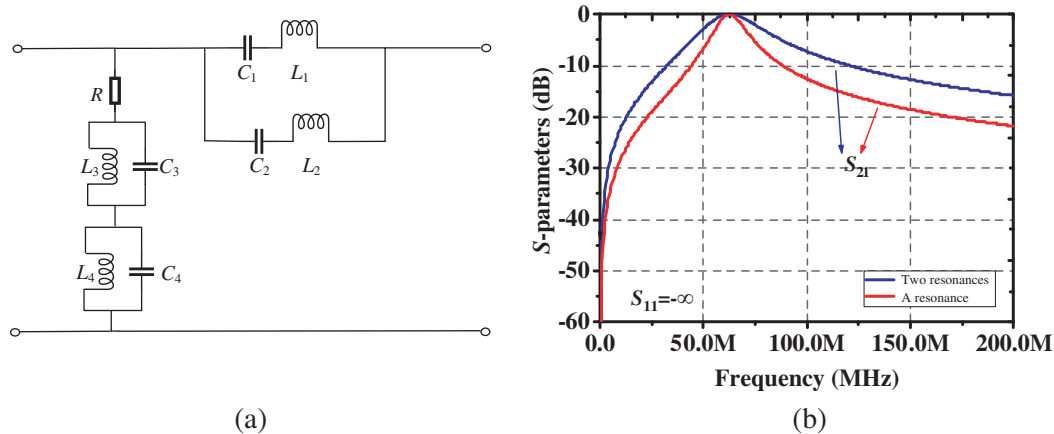 C1 L1
C2 L2
R
L3 C3
L4 C4
(a)
S-parameters (dB)
0
-10
-20
-30
-40
-50
-60
S21
S11=-∞
Two resonances
A resonance
0.0 50.0M 100.0M 150.0M 200.0M
Frequency (MHz)
(b)